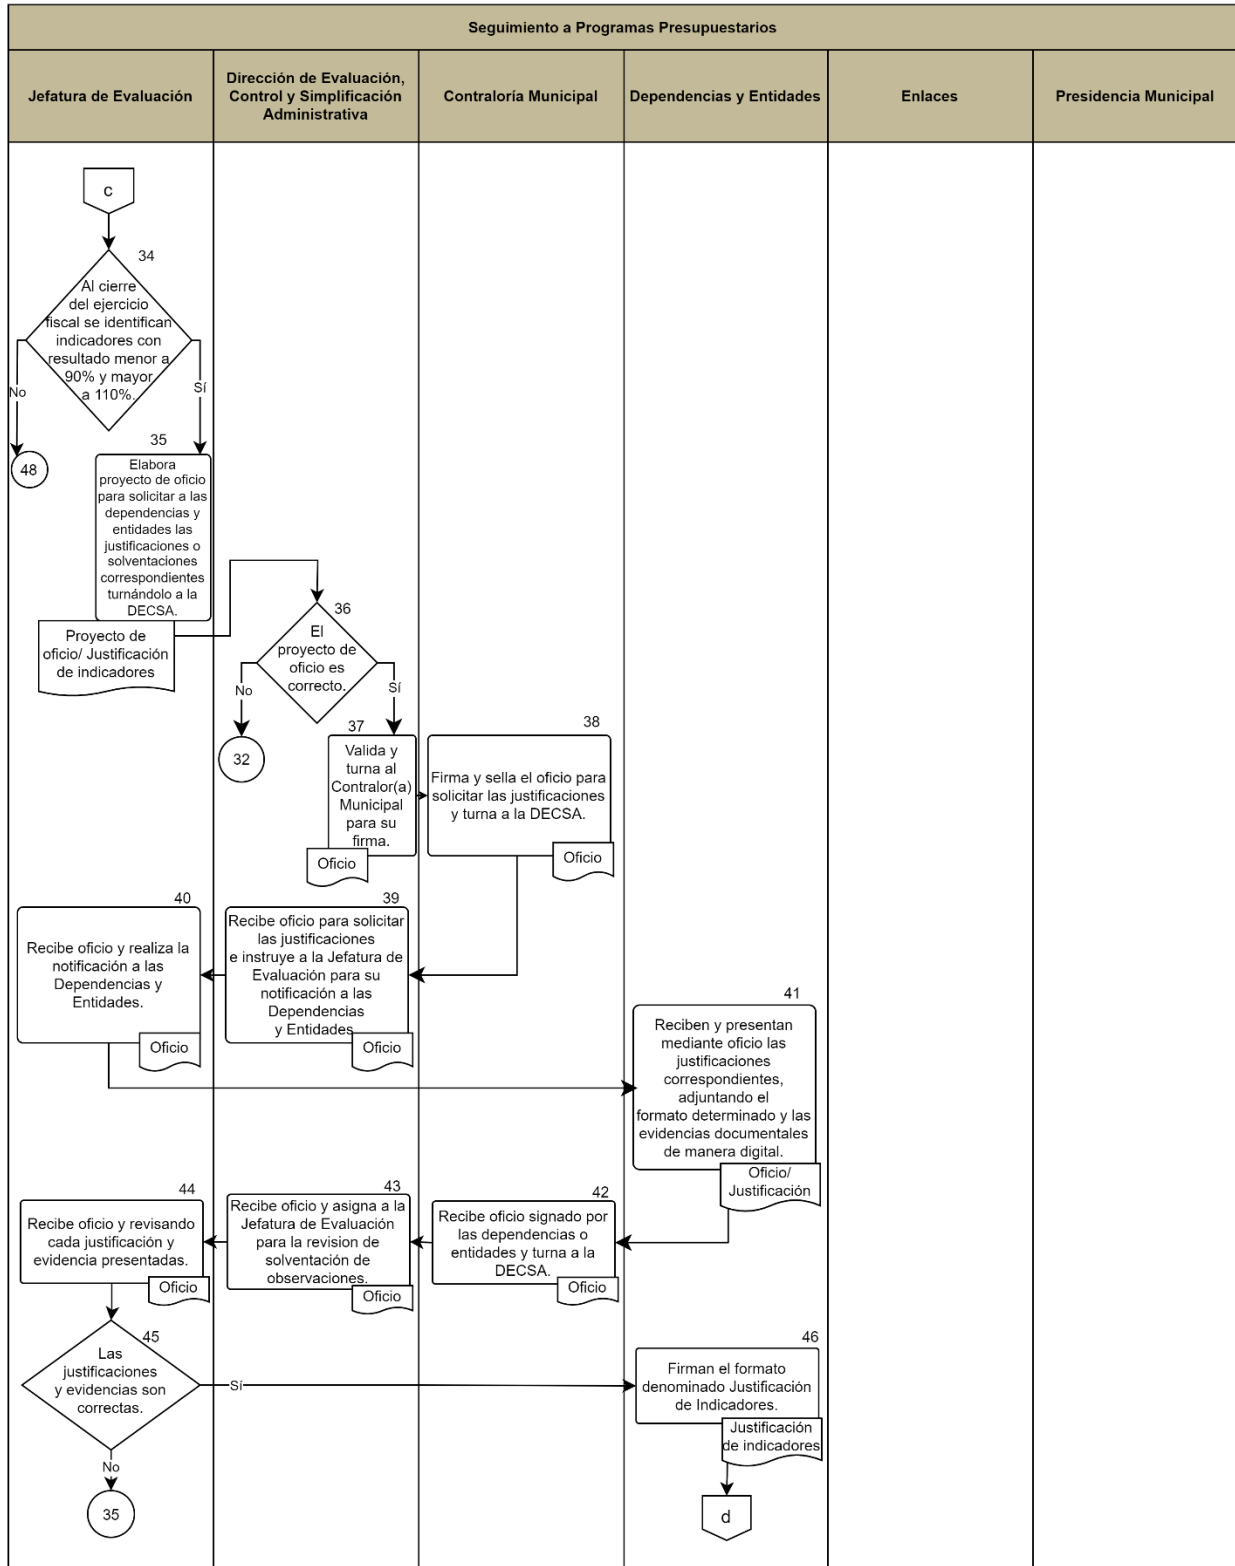 Seguimiento a Programas Presupuestarios
Jefatura de Evaluación
Dirección de Evaluación,
Control y Simplificación
Administrativa
Contraloría Municipal
Dependencias y Entidades
Enlaces
Presidencia Municipal
c
34
Al cierre
del ejercicio
fiscal se identifican
indicadores con
resultado menor a
90% y mayor
a 110%.
No
Sí
48
35
Elabora
proyecto de oficio
para solicitar a las
dependencias y
entidades las
justificaciones o
solventaciones
correspondientes
turnándolo a la
DECSA.
Proyecto de
oficio/ Justificación
de indicadores
36
El
proyecto de
oficio es
correcto.
No
Sí
32
37
Valida y
turna al
Contralor(a)
Municipal
para su
firma.
Oficio
38
Firma y sella el oficio para
solicitar las justificaciones
y turna a la DECSA.
Oficio
40
Recibe oficio y realiza la
notificación a las
Dependencias y
Entidades.
Oficio
39
Recibe oficio para solicitar
las justificaciones
e instruye a la Jefatura de
Evaluación para su
notificación a las
Dependencias
y Entidades
Oficio
41
Reciben y presentan
mediante oficio las
justificaciones
correspondientes,
adjuntando el
formato determinado y las
evidencias documentales
de manera digital.
Oficio/
Justificación
44
Recibe oficio y revisando
cada justificación y
evidencia presentadas.
Oficio
43
Recibe oficio y asigna a la
Jefatura de Evaluación
para la revision de
solventación de
observaciones.
Oficio
42
Recibe oficio signado por
las dependencias o
entidades y turna a la
DECSA.
Oficio
45
Las
justificaciones
y evidencias son
correctas.
Sí
No
35
46
Firman el formato
denominado Justificación
de Indicadores.
Justificación
de indicadores
d